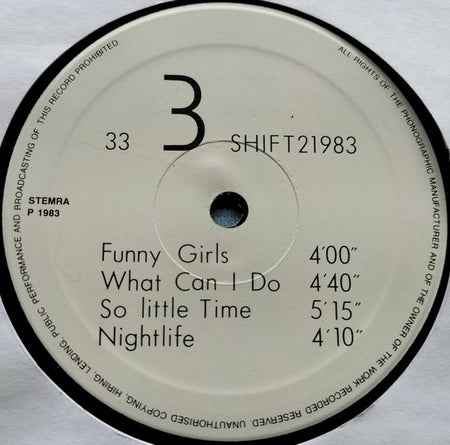 ALL RIGHTS OF THE PHONOGRAPHIC MANUFACTURER AND OF THE OWNER OF THE WORK RECORDED RESERVED. UNAUTHORISED COPYING, HIRING, LENDING, PUBLIC PERFORMANCE AND BROADCASTING OF THIS RECORD PROHIBITED
33 3 SHIFT21983
STEMRA
P 1983
Funny Girls 4'00"
What Can I Do 4'40"
So little Time 5'15"
Nightlife 4'10"